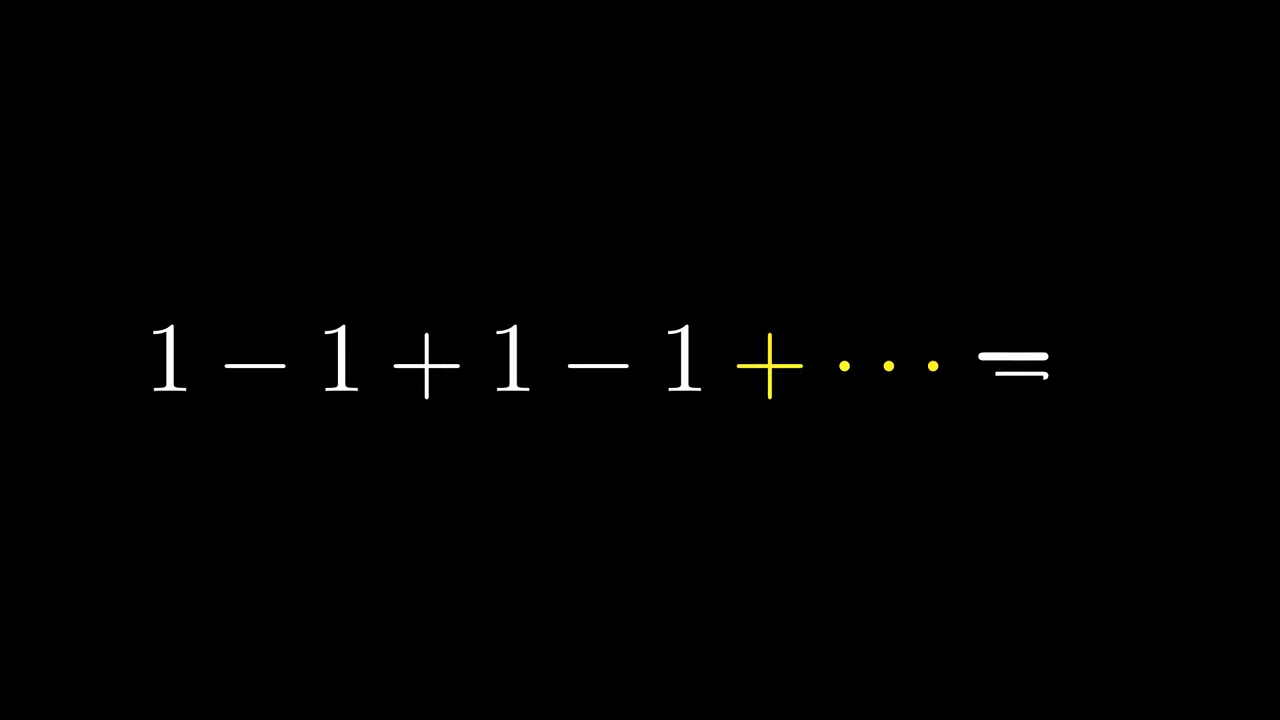 1 − 1 + 1 − 1 + ⋯ =